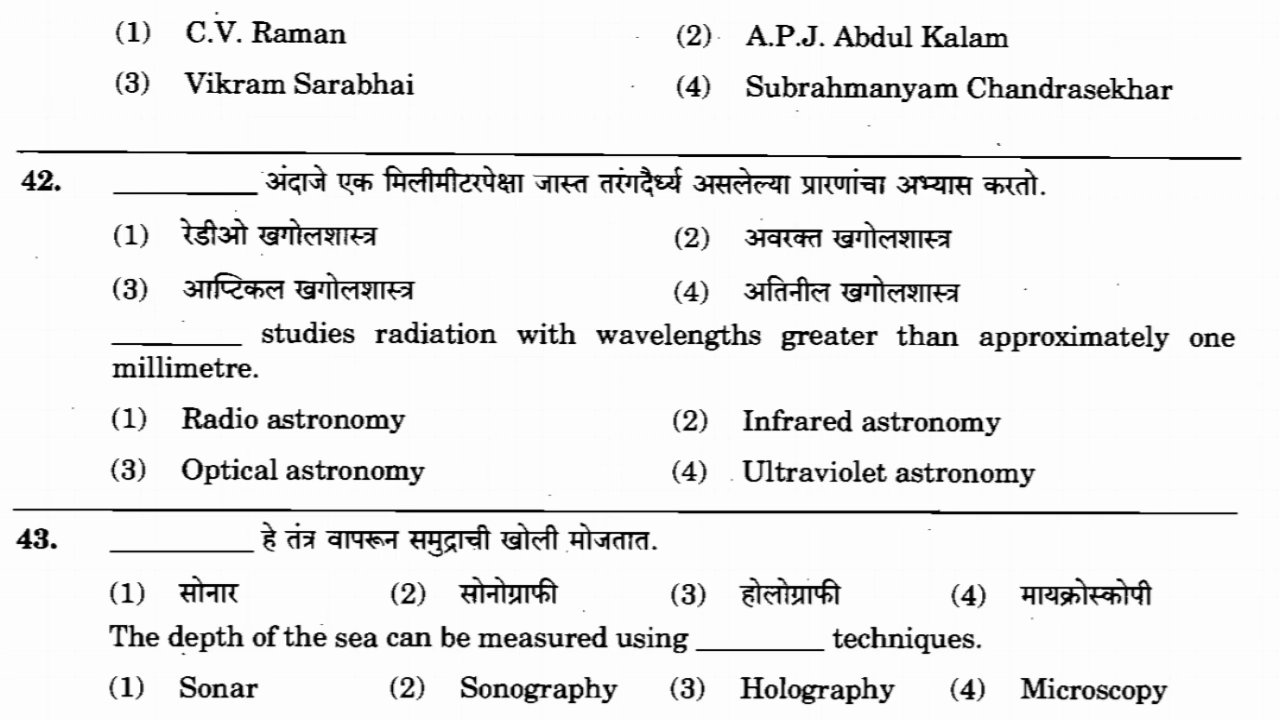 (1) C.V. Raman (2) A.P.J. Abdul Kalam
(3) Vikram Sarabhai (4) Subrahmanyam Chandrasekhar
42. ________ अंदाजे एक मिलीमीटरपेक्षा जास्त तरंगदैर्ध्य असलेल्या प्रारणांचा अभ्यास करतो.
(1) रेडीओ खगोलशास्त्र (2) अवरक्त खगोलशास्त्र
(3) आप्टिकल खगोलशास्त्र (4) अतिनील खगोलशास्त्र
________ studies radiation with wavelengths greater than approximately one
millimetre.
(1) Radio astronomy (2) Infrared astronomy
(3) Optical astronomy (4) Ultraviolet astronomy
43. ________ हे तंत्र वापरून समुद्राची खोली मोजतात.
(1) सोनार (2) सोनोग्राफी (3) होलोग्राफी (4) मायक्रोस्कोपी
The depth of the sea can be measured using ________ techniques.
(1) Sonar (2) Sonography (3) Holography (4) Microscopy